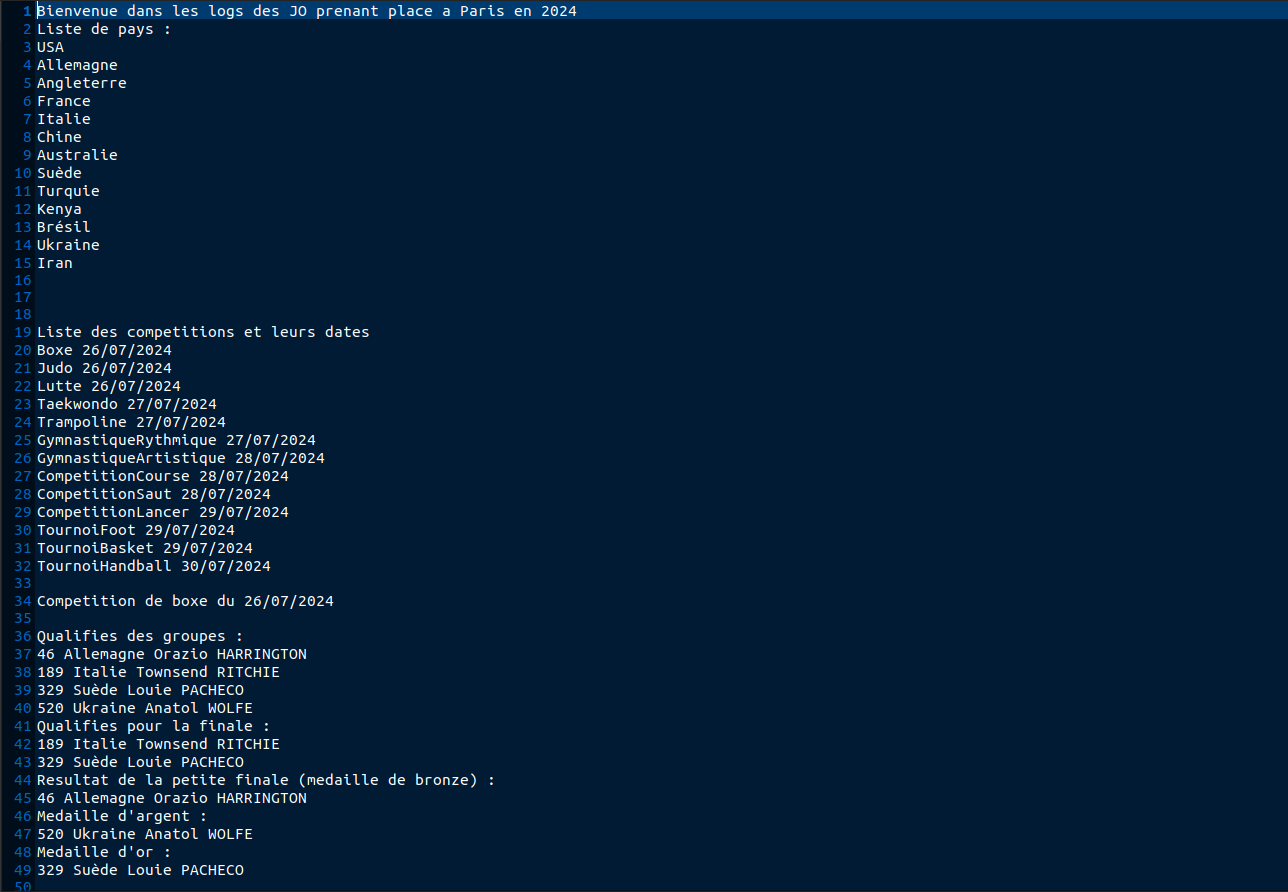 1 Bienvenue dans les logs des JO prenant place a Paris en 2024
2 Liste de pays :
3 USA
4 Allemagne
5 Angleterre
6 France
7 Italie
8 Chine
9 Australie
10 Suède
11 Turquie
12 Kenya
13 Brésil
14 Ukraine
15 Iran
16
17
18
19 Liste des competitions et leurs dates
20 Boxe 26/07/2024
21 Judo 26/07/2024
22 Lutte 26/07/2024
23 Taekwondo 27/07/2024
24 Trampoline 27/07/2024
25 GymnastiqueRythmique 27/07/2024
26 GymnastiqueArtistique 28/07/2024
27 CompetitionCourse 28/07/2024
28 CompetitionSaut 28/07/2024
29 CompetitionLancer 29/07/2024
30 TournoiFoot 29/07/2024
31 TournoiBasket 29/07/2024
32 TournoiHandball 30/07/2024
33
34 Competition de boxe du 26/07/2024
35
36 Qualifies des groupes :
37 46 Allemagne Orazio HARRINGTON
38 189 Italie Townsend RITCHIE
39 329 Suède Louie PACHECO
40 520 Ukraine Anatol WOLFE
41 Qualifies pour la finale :
42 189 Italie Townsend RITCHIE
43 329 Suède Louie PACHECO
44 Resultat de la petite finale (medaille de bronze) :
45 46 Allemagne Orazio HARRINGTON
46 Medaille d'argent :
47 520 Ukraine Anatol WOLFE
48 Medaille d'or :
49 329 Suède Louie PACHECO
50